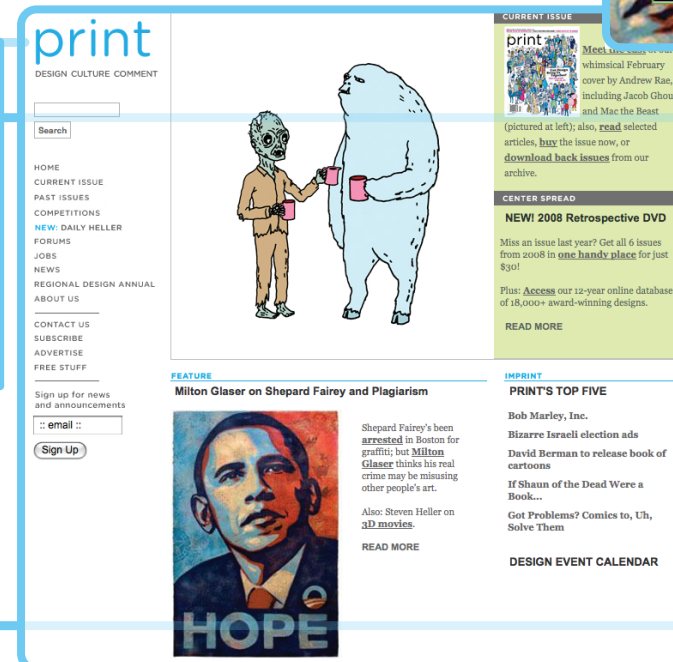 print
DESIGN CULTURE COMMENT
Search
HOME
CURRENT ISSUE
PAST ISSUES
COMPETITIONS
NEW: DAILY HELLER
FORUMS
JOBS
NEWS
REGIONAL DESIGN ANNUAL
ABOUT US
CONTACT US
SUBSCRIBE
ADVERTISE
FREE STUFF
Sign up for news
and announcements
:: email ::
Sign Up
CURRENT ISSUE
print
Meet the cast of our
whimsical February
cover by Andrew Rae,
including Jacob Ghou
and Mac the Beast
(pictured at left); also, read selected
articles, buy the issue now, or
download back issues from our
archive.
CENTER SPREAD
NEW! 2008 Retrospective DVD
Miss an issue last year? Get all 6 issues
from 2008 in one handy place for just
$30!
Plus: Access our 12-year online database
of 18,000+ award-winning designs.
READ MORE
FEATURE
Milton Glaser on Shepard Fairey and Plagiarism
HOPE
Shepard Fairey's been
arrested in Boston for
graffiti; but Milton
Glaser thinks his real
crime may be misusing
other people's art.
Also: Steven Heller on
3D movies.
READ MORE
IMPRINT
PRINT'S TOP FIVE
Bob Marley, Inc.
Bizarre Israeli election ads
David Berman to release book of
cartoons
If Shaun of the Dead Were a
Book...
Got Problems? Comics to, Uh,
Solve Them
DESIGN EVENT CALENDAR